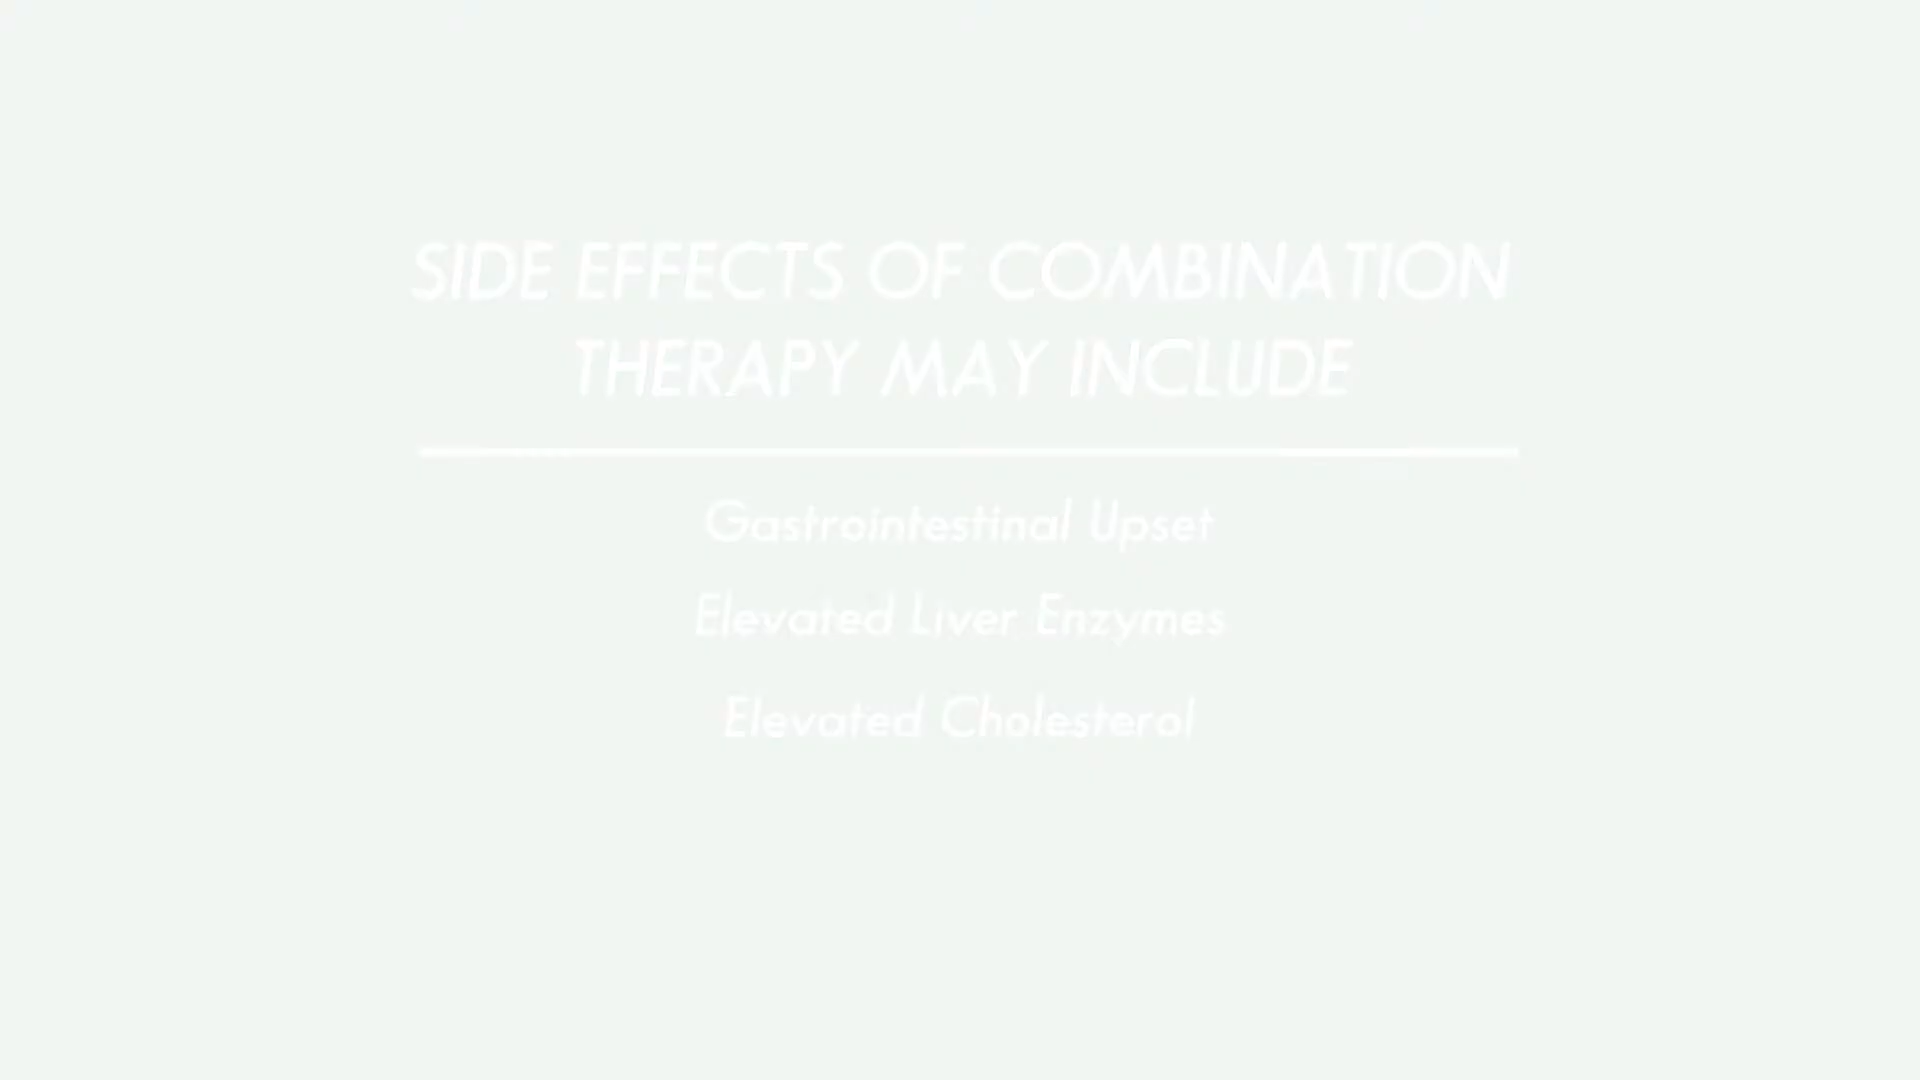 SIDE EFFECTS OF COMBINATION
THERAPY MAY INCLUDE
Gastrointestinal Upset
Elevated Liver Enzymes
Elevated Cholesterol